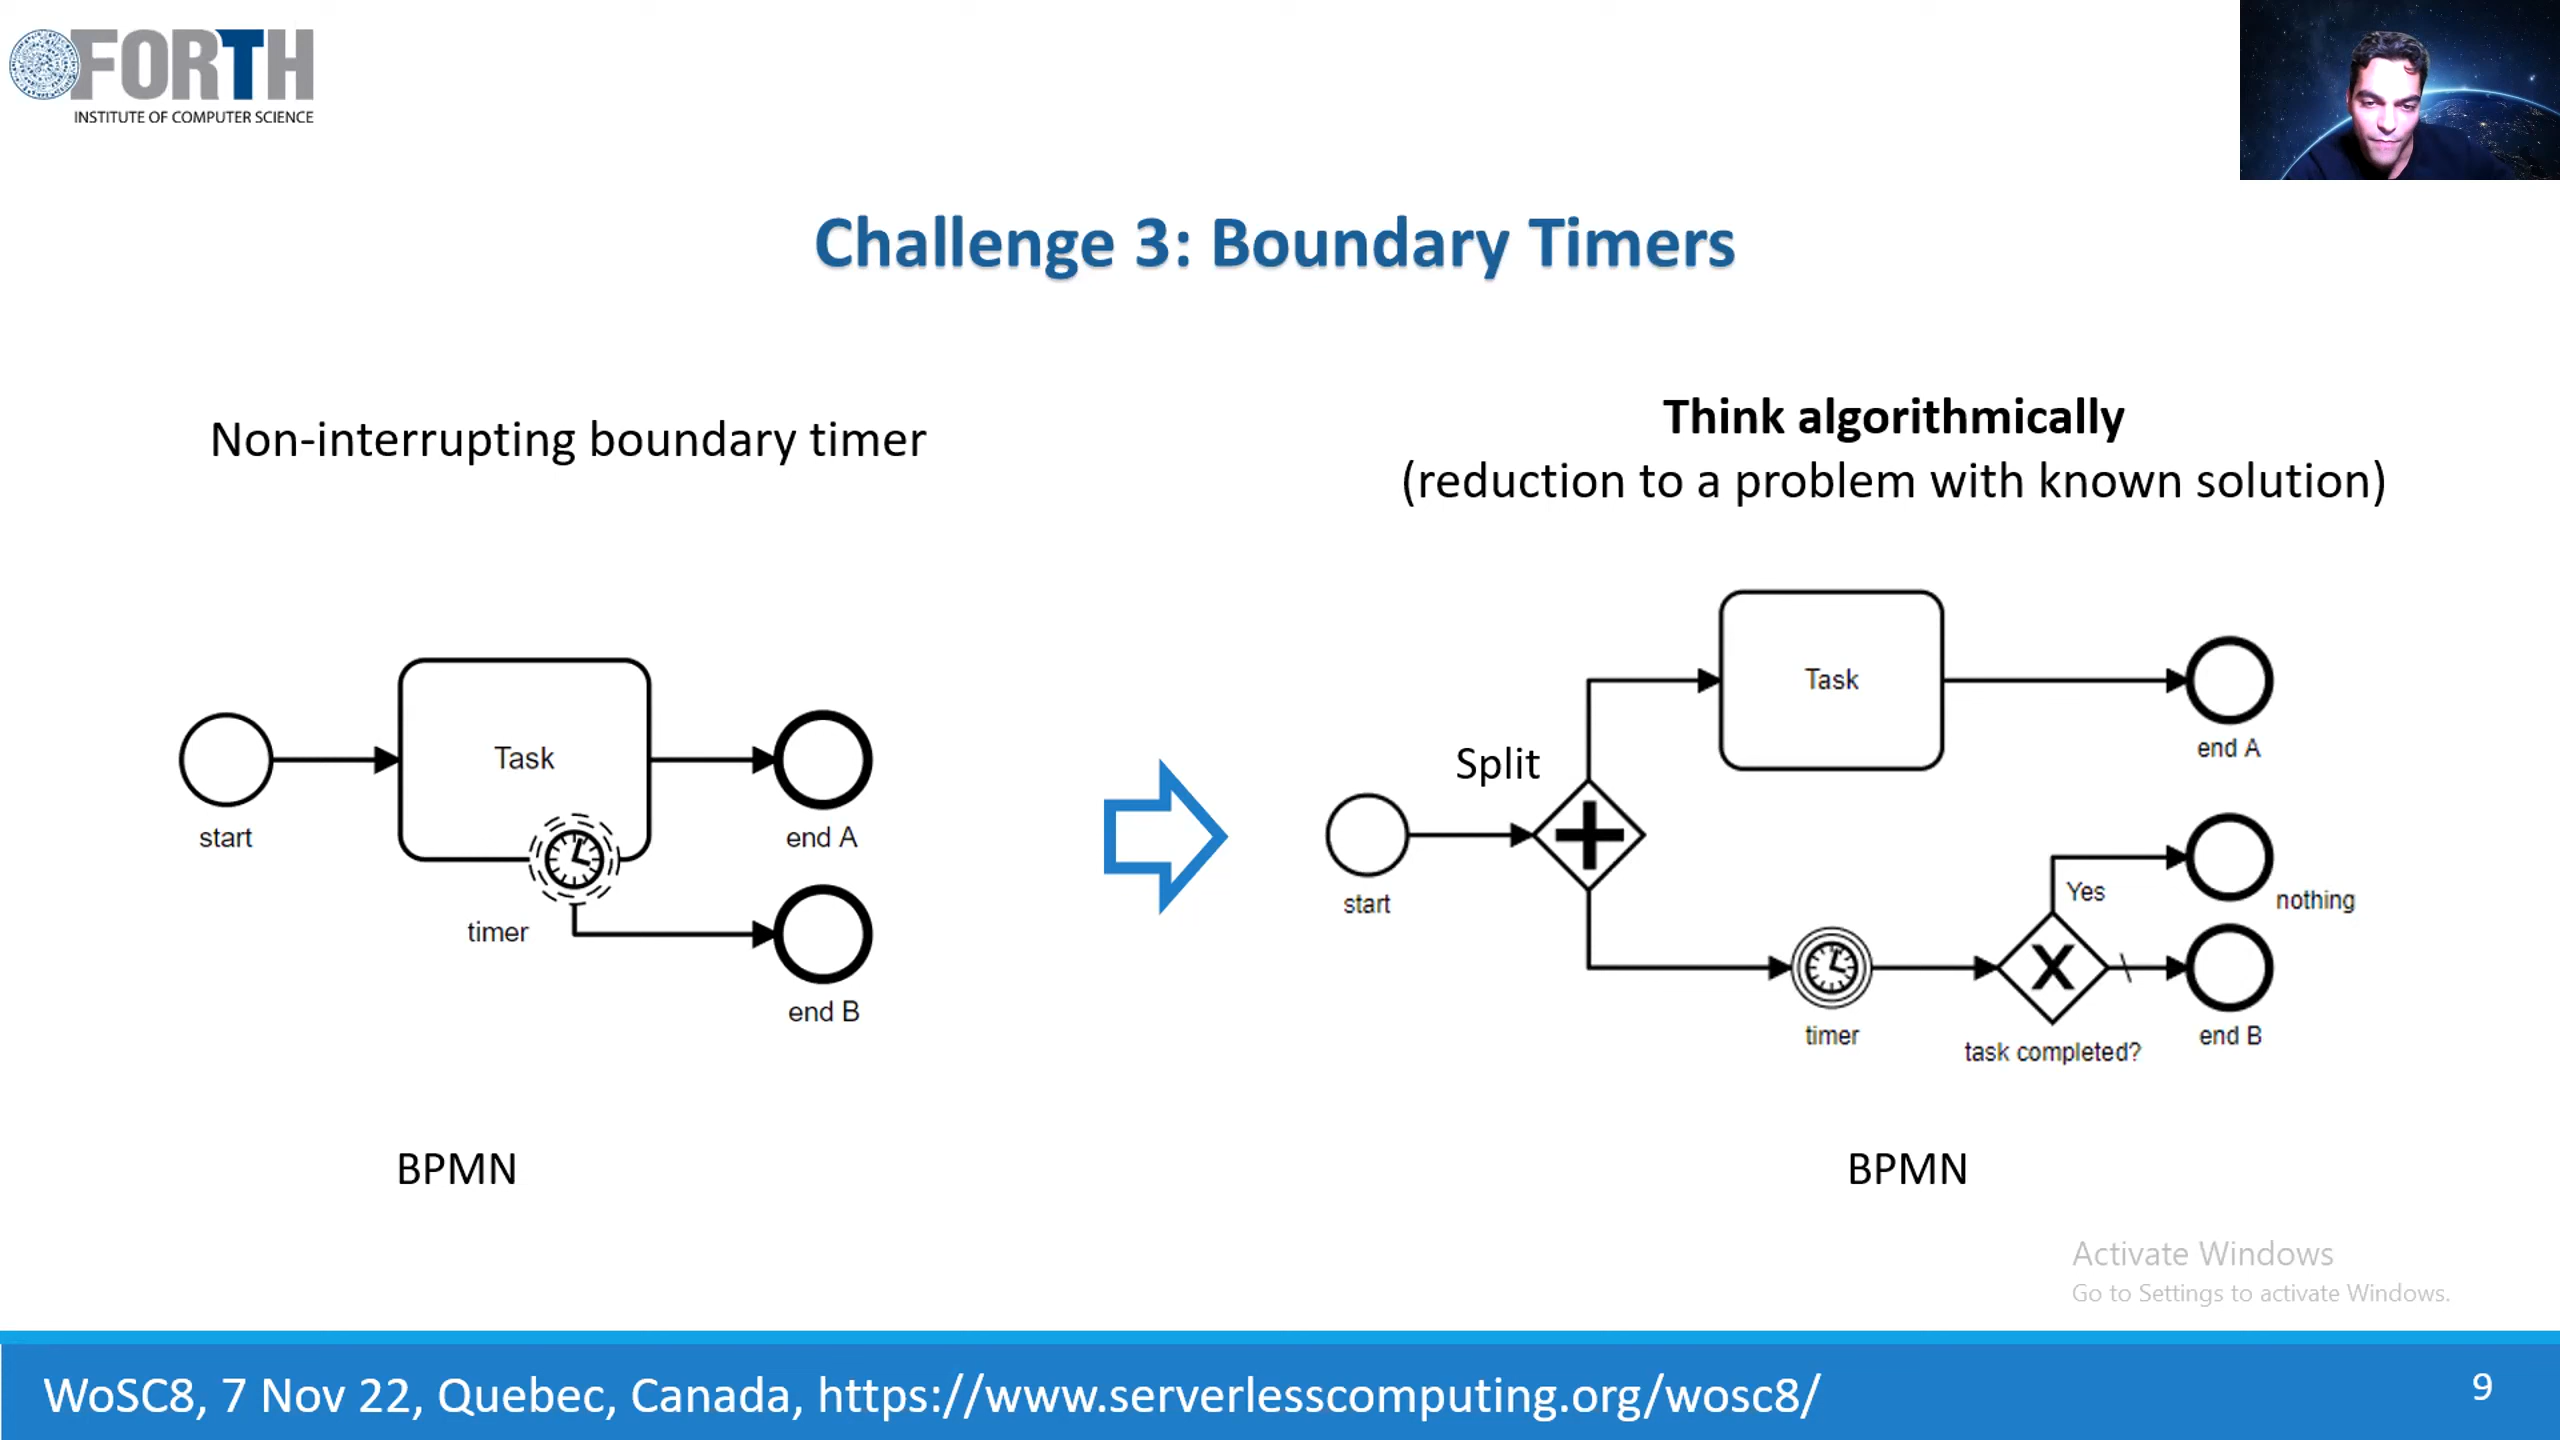 FORTH
INSTITUTE OF COMPUTER SCIENCE
Challenge 3: Boundary Timers
Non-interrupting boundary timer
Think algorithmically
(reduction to a problem with known solution)
Task
start
timer
end A
end B
BPMN
Split
start
Task
end A
Yes
nothing
X
timer
task completed?
end B
BPMN
Activate Windows
Go to Settings to activate Windows.
WoSC8, 7 Nov 22, Quebec, Canada, https://www.serverlesscomputing.org/wosc8/
9